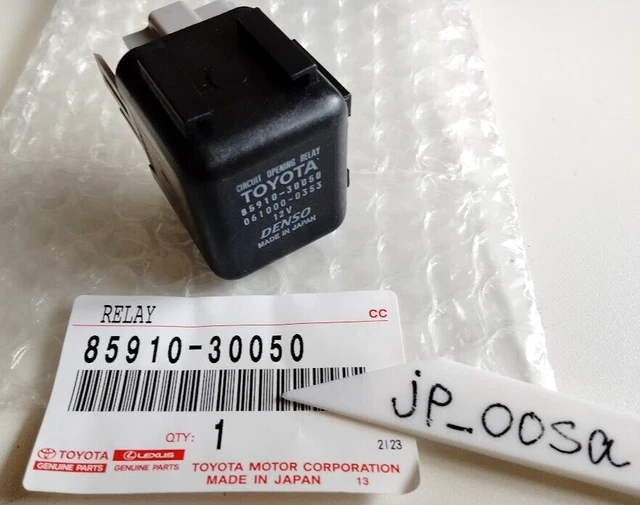 CIRCUIT OPENING RELAY
TOYOTA
85910-30050
061000-0353
12V
DENSO
MADE IN JAPAN
RELAY
CC
85910-30050
QTY: 1
2123
TOYOTA LEXUS
GENUINE PARTS GENUINE PARTS
TOYOTA MOTOR CORPORATION
MADE IN JAPAN 13
jp_00sa